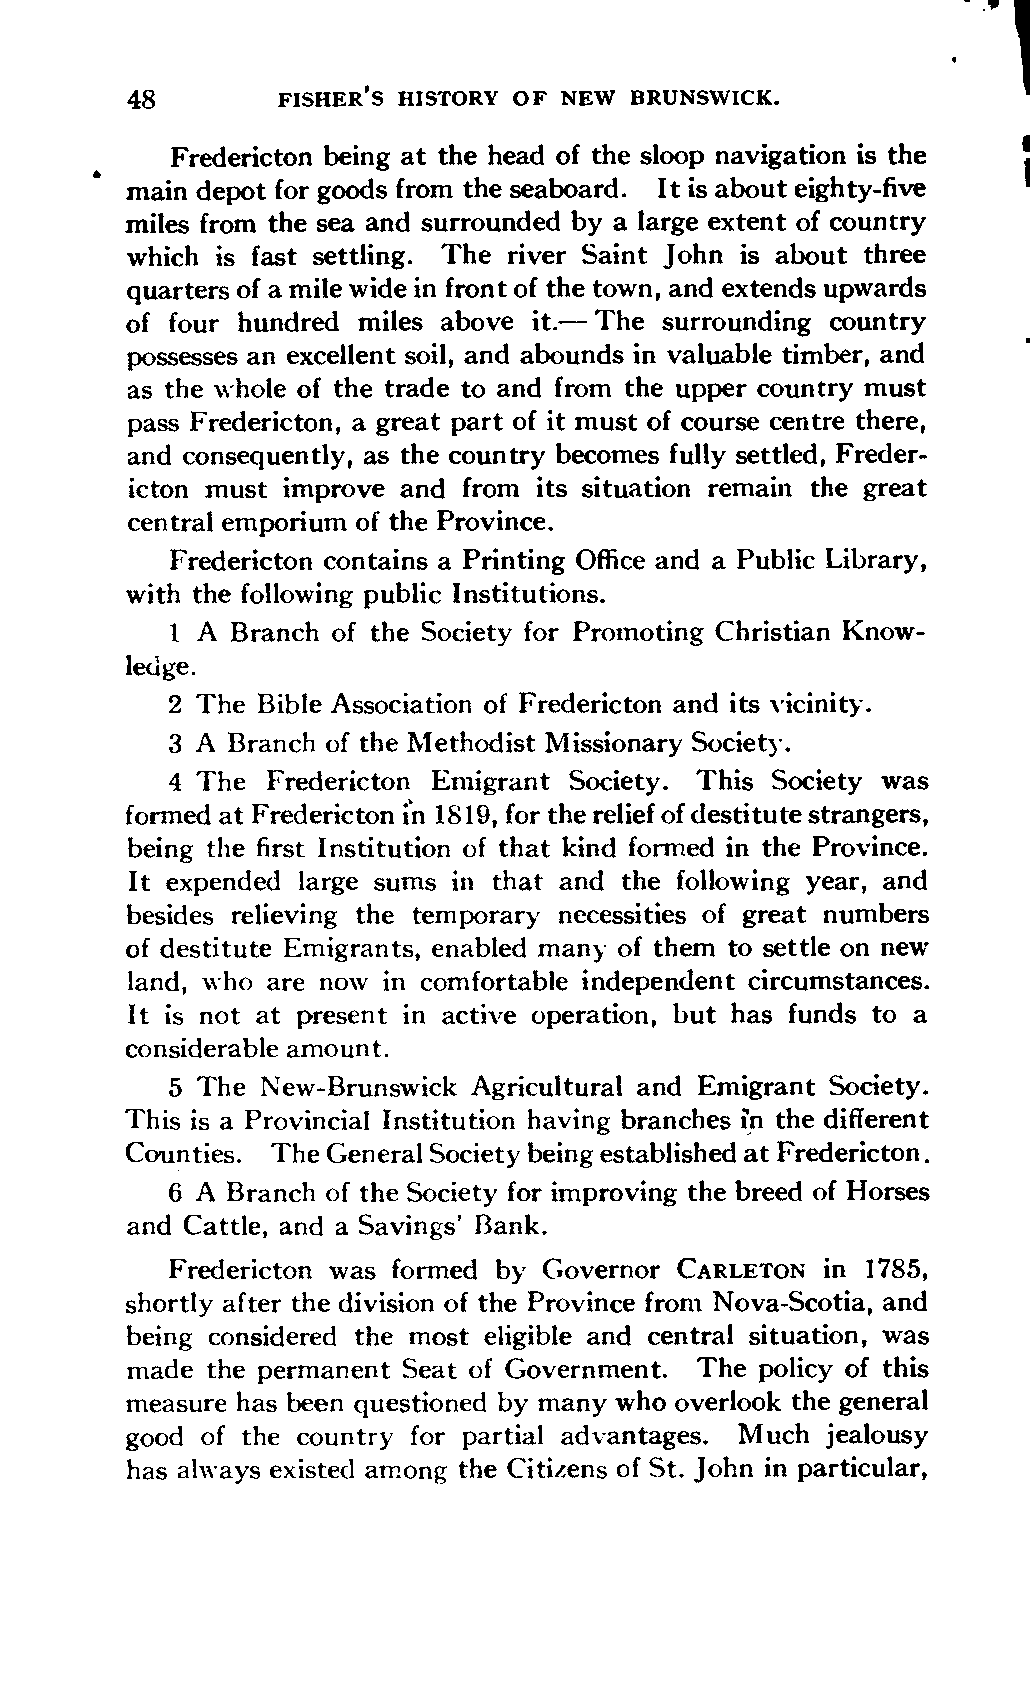 48 FISHER'S HISTORY OF NEW BRUNSWICK.
Fredericton being at the head of the sloop navigation is the
main depot for goods from the seaboard. It is about eighty-five
miles from the sea and surrounded by a large extent of country
which is fast settling. The river Saint John is about three
quarters of a mile wide in front of the town, and extends upwards
of four hundred miles above it.— The surrounding country
possesses an excellent soil, and abounds in valuable timber, and
as the whole of the trade to and from the upper country must
pass Fredericton, a great part of it must of course centre there,
and consequently, as the country becomes fully settled, Freder-
icton must improve and from its situation remain the great
central emporium of the Province.
Fredericton contains a Printing Office and a Public Library,
with the following public Institutions.
1 A Branch of the Society for Promoting Christian Know-
ledge.
2 The Bible Association of Fredericton and its vicinity.
3 A Branch of the Methodist Missionary Society.
4 The Fredericton Emigrant Society. This Society was
formed at Fredericton in 1819, for the relief of destitute strangers,
being the first Institution of that kind formed in the Province.
It expended large sums in that and the following year, and
besides relieving the temporary necessities of great numbers
of destitute Emigrants, enabled many of them to settle on new
land, who are now in comfortable independent circumstances.
It is not at present in active operation, but has funds to a
considerable amount.
5 The New-Brunswick Agricultural and Emigrant Society.
This is a Provincial Institution having branches in the different
Counties. The General Society being established at Fredericton.
6 A Branch of the Society for improving the breed of Horses
and Cattle, and a Savings' Bank.
Fredericton was formed by Governor CARLETON in 1785,
shortly after the division of the Province from Nova-Scotia, and
being considered the most eligible and central situation, was
made the permanent Seat of Government. The policy of this
measure has been questioned by many who overlook the general
good of the country for partial advantages. Much jealousy
has always existed among the Citizens of St. John in particular,